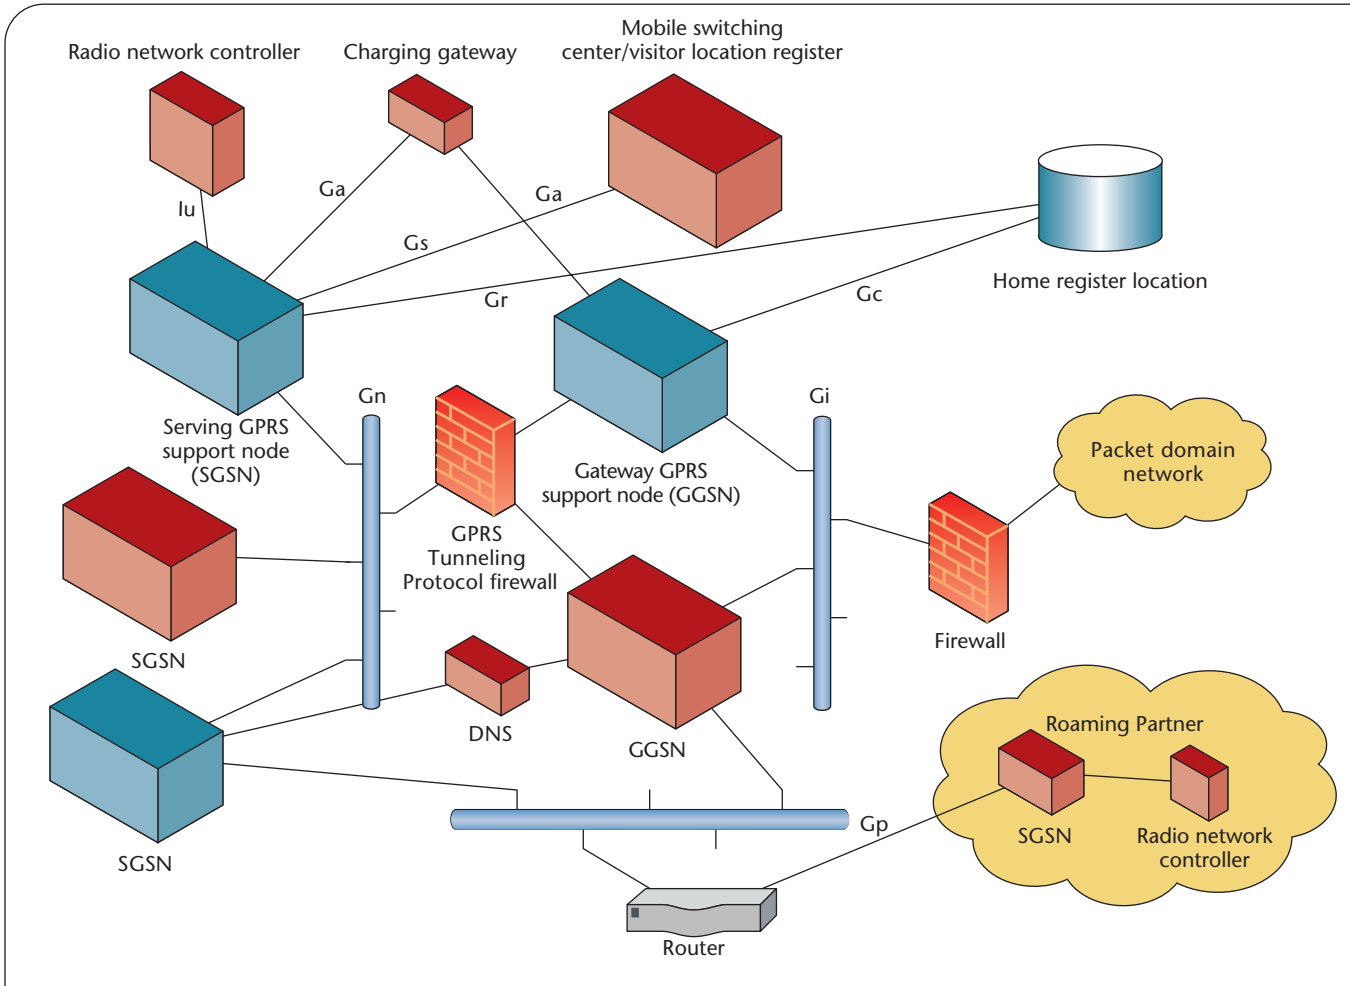 Mobile switching
center/visitor location register
Radio network controller
Charging gateway
Ga
Ga
Iu
Gs
Gr
Gc
Home register location
Gn
Gi
Serving GPRS
support node
(SGSN)
Gateway GPRS
support node (GGSN)
Packet domain
network
GPRS
Tunneling
Protocol firewall
Firewall
SGSN
DNS
GGSN
Roaming Partner
SGSN
Radio network
controller
SGSN
Gp
Router